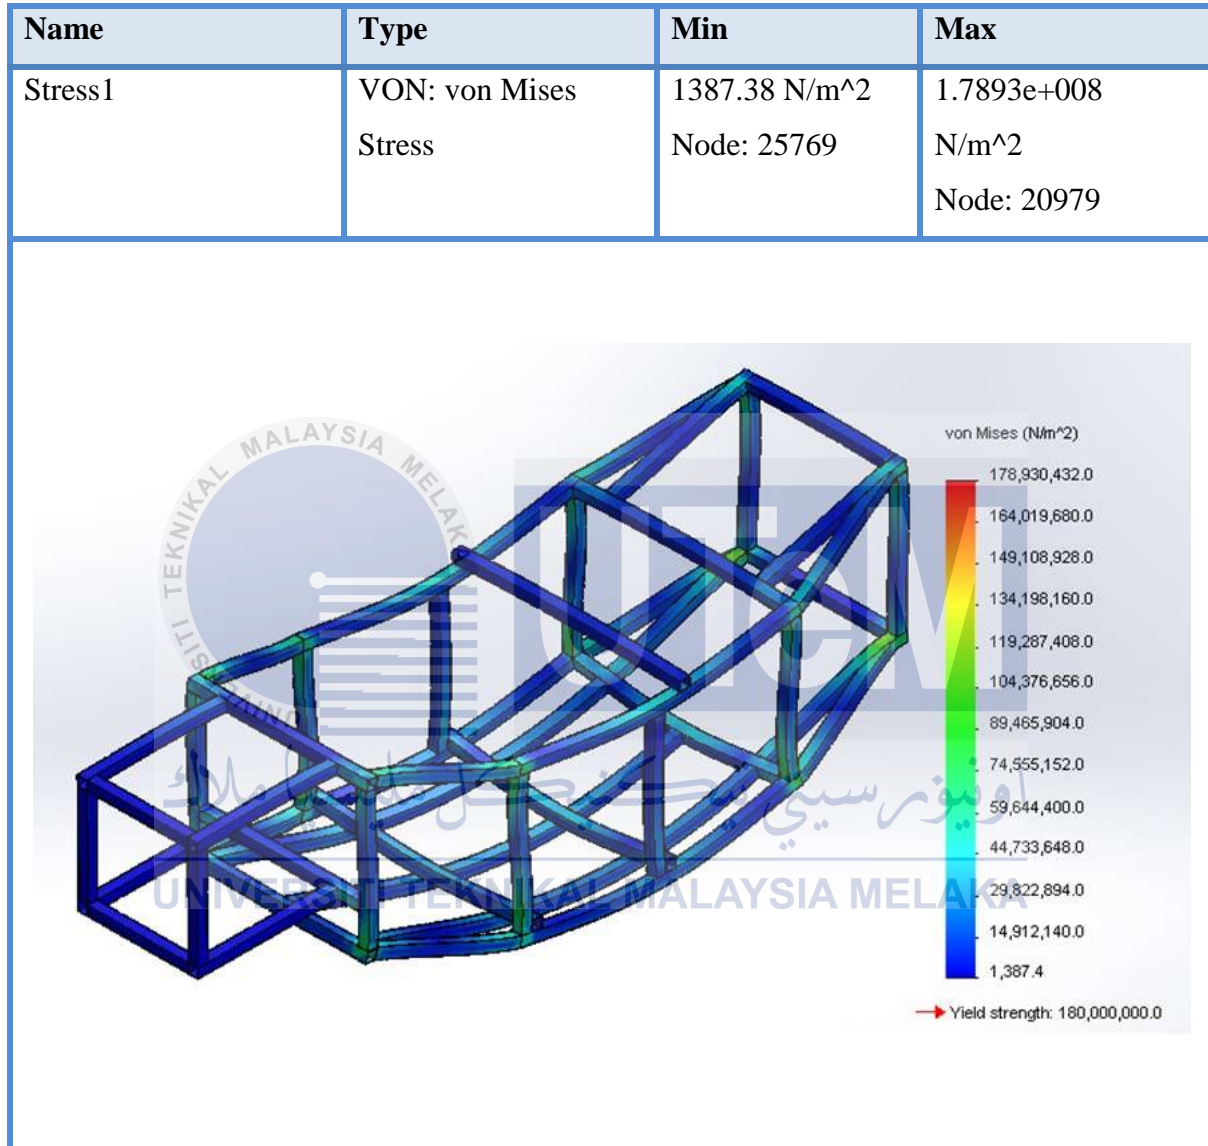 Name Type Min Max
Stress1 VON: von Mises 1387.38 N/m^2 1.7893e+008
Stress Node: 25769 N/m^2
Node: 20979
von Mises (N/m^2)
178,930,432.0
164,019,680.0
149,108,928.0
134,198,160.0
119,287,408.0
104,376,656.0
89,465,904.0
74,555,152.0
59,644,400.0
44,733,648.0
29,822,894.0
14,912,140.0
1,387.4
Yield strength: 180,000,000.0
UTeM
UNIVERSITI TEKNIKAL MALAYSIA MELAKA